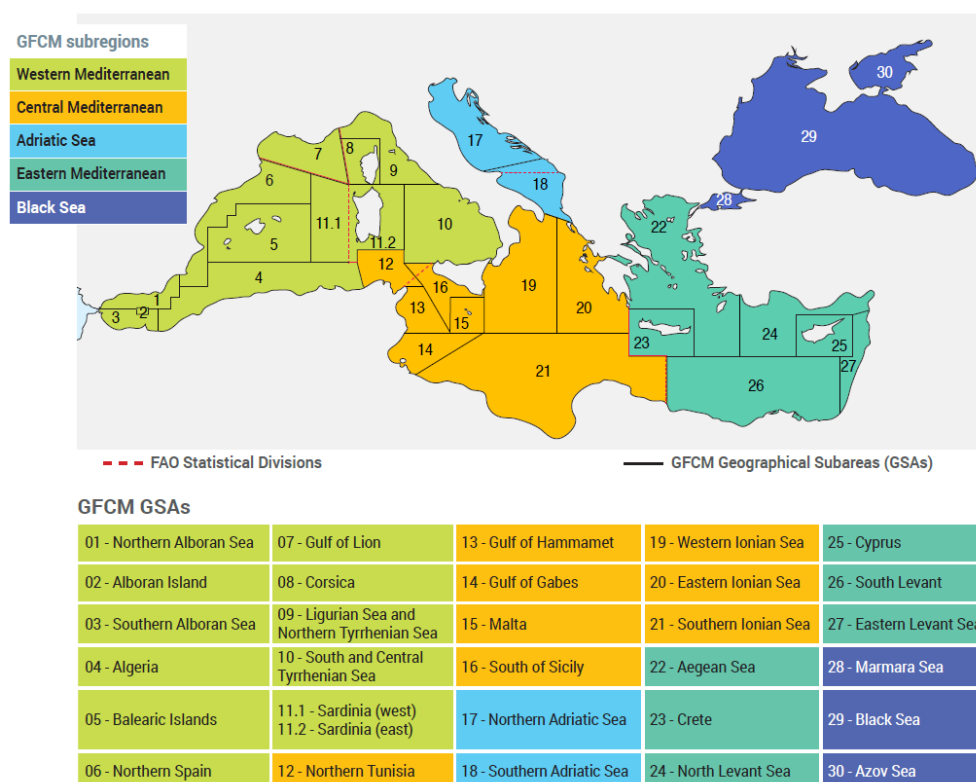 GFCM subregions
Western Mediterranean
Central Mediterranean
Adriatic Sea
Eastern Mediterranean
Black Sea
30
29
28
17
18
7
8
9
6
11.1
10
5
11.2
4
12
16
13
15
14
1
2
3
19
20
21
22
23
24
25
26
27
FAO Statistical Divisions
GFCM Geographical Subareas (GSAs)
GFCM GSAs
01 - Northern Alboran Sea
07 - Gulf of Lion
13 - Gulf of Hammamet
19 - Western Ionian Sea
25 - Cyprus
02 - Alboran Island
08 - Corsica
14 - Gulf of Gabes
20 - Eastern Ionian Sea
26 - South Levant
03 - Southern Alboran Sea
09 - Ligurian Sea and
Northern Tyrrhenian Sea
15 - Malta
21 - Southern Ionian Sea
27 - Eastern Levant Sea
04 - Algeria
10 - South and Central
Tyrrhenian Sea
16 - South of Sicily
22 - Aegean Sea
28 - Marmara Sea
05 - Balearic Islands
11.1 - Sardinia (west)
11.2 - Sardinia (east)
17 - Northern Adriatic Sea
23 - Crete
29 - Black Sea
06 - Northern Spain
12 - Northern Tunisia
18 - Southern Adriatic Sea
24 - North Levant Sea
30 - Azov Sea